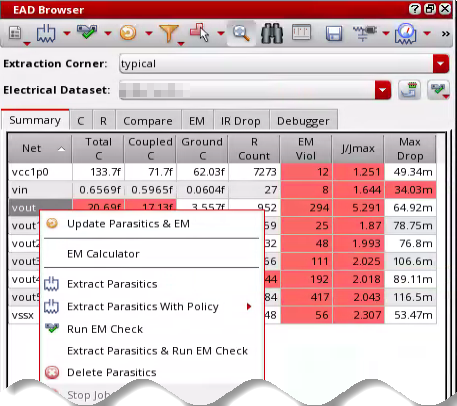 EAD Browser
Extraction Corner: typical
Electrical Dataset:
Summary C R Compare EM IR Drop Debugger
Net Total C Coupled C Ground C R Count EM Viol J/Jmax Max Drop
vcc1p0 133.7f 71.7f 62.03f 7273 12 1.251 49.34m
vin 0.6569f 0.5965f 0.0604f 27 8 1.644 34.03m
vout 20.69f 17.13f 3.557f 952 294 5.291 64.92m
vout 59 25 1.87 78.75m
vout2 32 48 1.993 76.8m
vout3 56 111 2.025 106.6m
vout4 44 192 2.018 89.11m
vout5 84 417 2.043 116.5m
vssx 48 56 2.307 53.47m
Update Parasitics & EM
EM Calculator
Extract Parasitics
Extract Parasitics With Policy
Run EM Check
Extract Parasitics & Run EM Check
Delete Parasitics
Stop Job